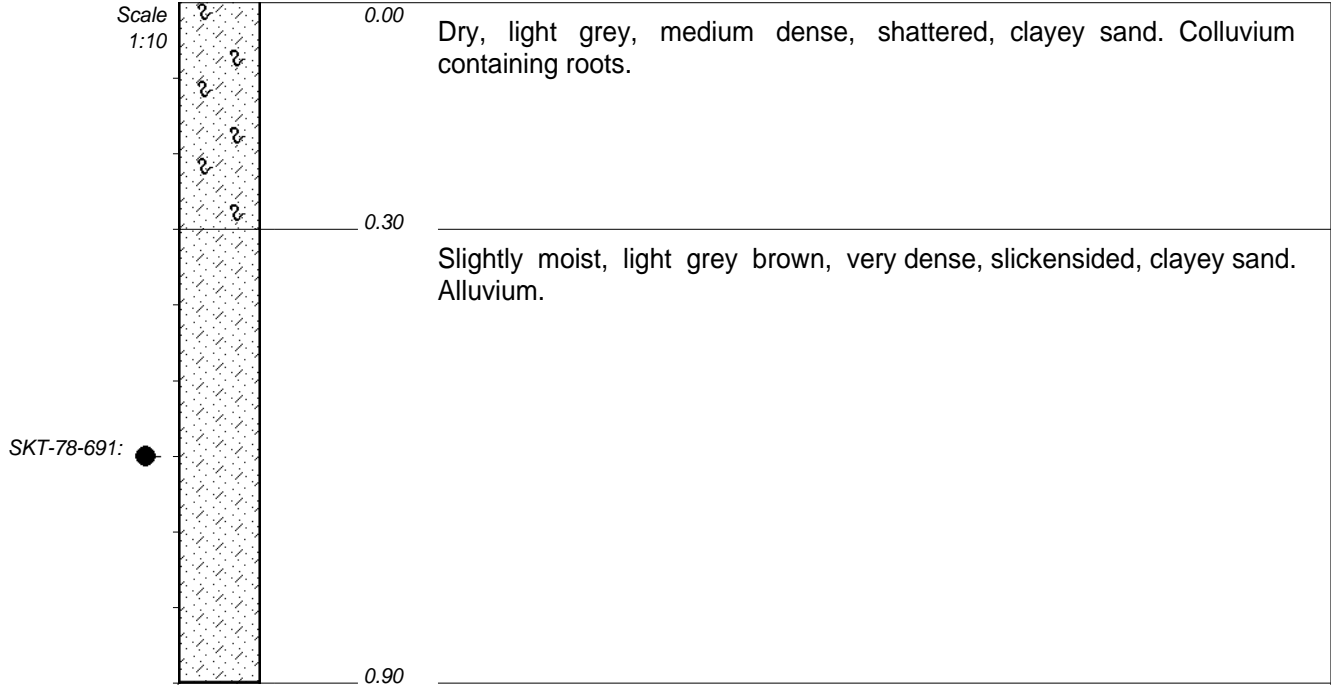 Scale
1:10
0.00
Dry, light grey, medium dense, shattered, clayey sand. Colluvium
containing roots.
0.30
Slightly moist, light grey brown, very dense, slickensided, clayey sand.
Alluvium.
SKT-78-691:
0.90